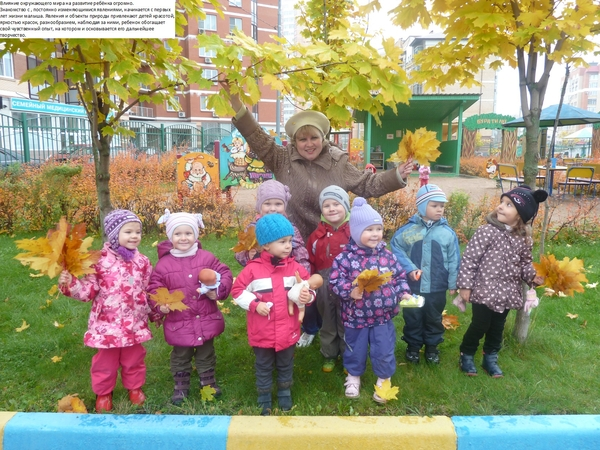 Влияние окружающего мира на развитие ребёнка огромно.
Знакомство с , постоянно изменяющимися явлениями, начинается с первых
лет жизни малыша. Явления и объекты природы привлекают детей красотой,
яркостью красок, разнообразием, наблюдая за ними, ребенок обогащает
свой чувственный опыт, на котором и основывается его дальнейшее
творчество.
СЕМЕЙНЫЙ МЕДИЦИНСКИЙ